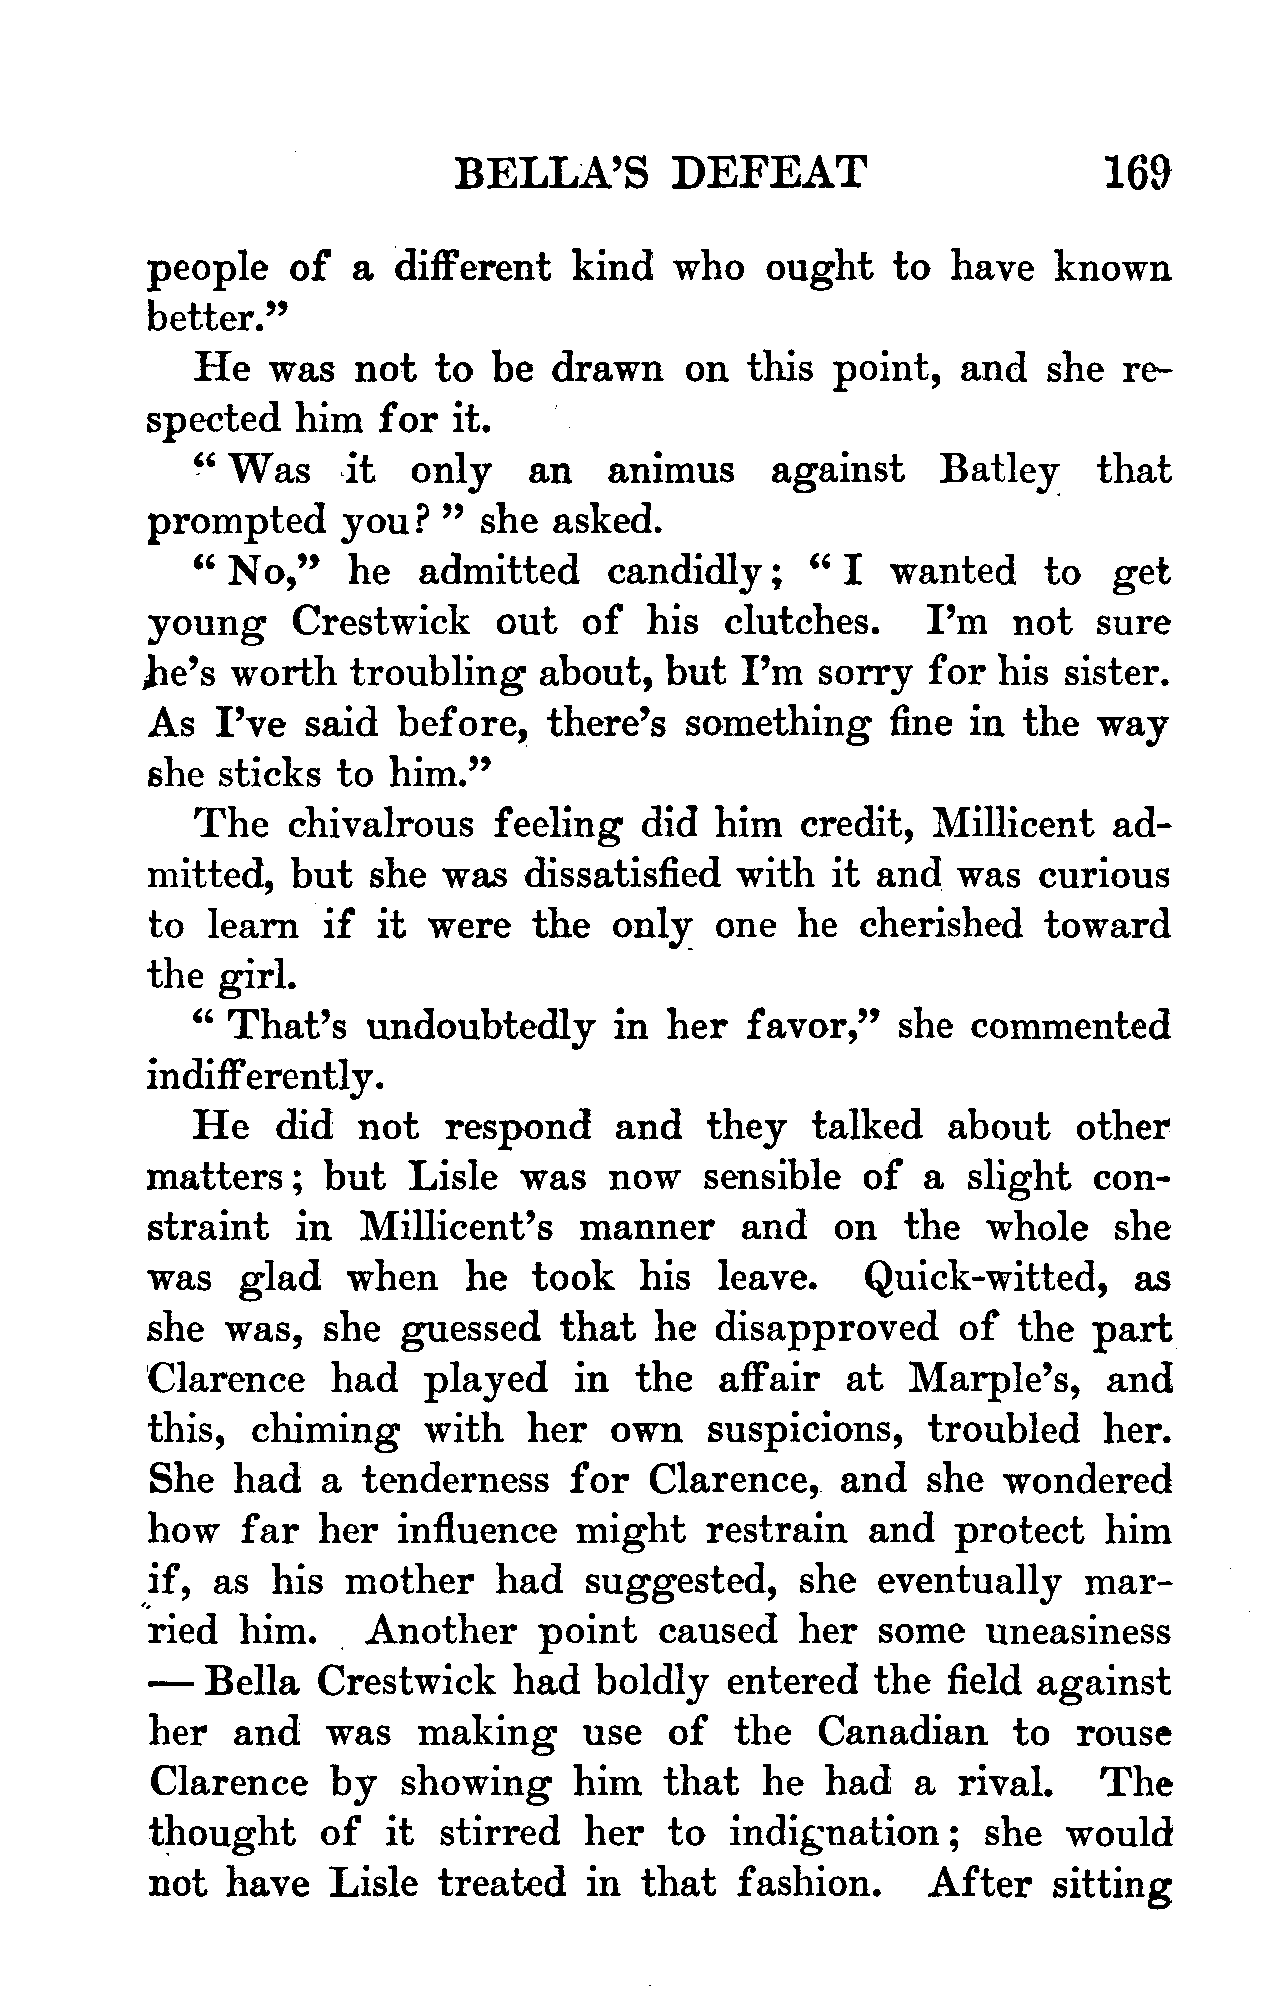 BELLA'S DEFEAT 169
people of a different kind who ought to have known
better."
He was not to be drawn on this point, and she re-
spected him for it.
" Was it only an animus against Batley that
prompted you? " she asked.
" No," he admitted candidly; " I wanted to get
young Crestwick out of his clutches. I'm not sure
he's worth troubling about, but I'm sorry for his sister.
As I've said before, there's something fine in the way
she sticks to him."
The chivalrous feeling did him credit, Millicent ad-
mitted, but she was dissatisfied with it and was curious
to learn if it were the only one he cherished toward
the girl.
" That's undoubtedly in her favor," she commented
indifferently.
He did not respond and they talked about other
matters; but Lisle was now sensible of a slight con-
straint in Millicent's manner and on the whole she
was glad when he took his leave. Quick-witted, as
she was, she guessed that he disapproved of the part
Clarence had played in the affair at Marple's, and
this, chiming with her own suspicions, troubled her.
She had a tenderness for Clarence, and she wondered
how far her influence might restrain and protect him
if, as his mother had suggested, she eventually mar-
ried him. Another point caused her some uneasiness
— Bella Crestwick had boldly entered the field against
her and was making use of the Canadian to rouse
Clarence by showing him that he had a rival. The
thought of it stirred her to indignation; she would
not have Lisle treated in that fashion. After sitting